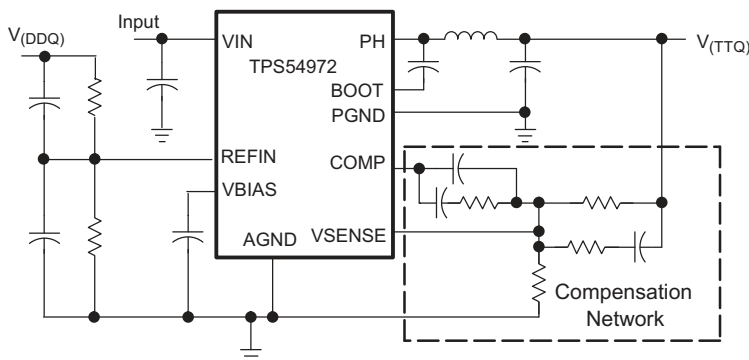 Input
V(DDQ)
VIN
PH
V(TTQ)
TPS54972
BOOT
PGND
REFIN
COMP
VBIAS
AGND
VSENSE
Compensation
Network